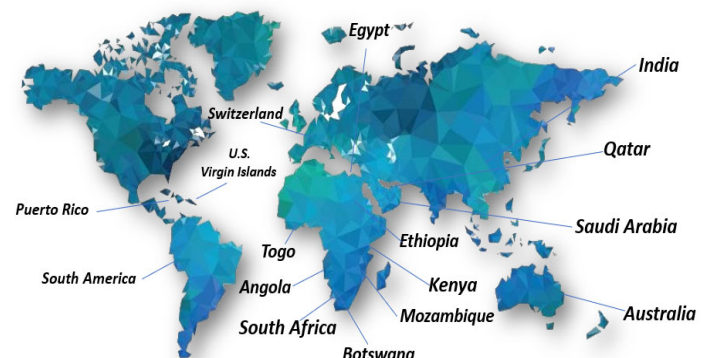 Egypt
India
Switzerland
U.S.
Virgin Islands
Qatar
Puerto Rico
Saudi Arabia
Togo
Ethiopia
South America
Angola
Kenya
Mozambique
Australia
South Africa
Botswana